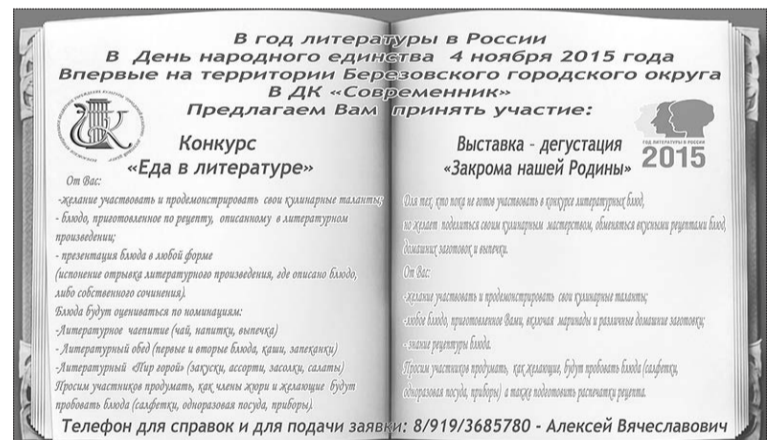 В год литературы в России
В День народного единства 4 ноября 2015 года
Впервые на территории Березовского городского округа
В ДК «Современник»
Предлагаем Вам принять участие:
Конкурс
«Еда в литературе»
От Вас:
-желание участвовать и продемонстрировать свои кулинарные таланты;
- блюдо, приготовленное по рецепту, описанному в литературном
произведении;
- презентация блюда в любой форме
(испонение отрывка литературного произведения, где описано блюдо,
либо собственного сочинения).
Блюда будут оцениваться по номинациям:
-Литературное чаепитие (чай, напитки, выпечка)
- Литературный обед (первые и вторые блюда, каши, запеканки)
-Литературный «Пир горой» (закуски, ассорти, засолки, салаты)
Просим участников продумать, как члены жюри и желающие будут
пробовать блюда (салфетки, одноразовая посуда, приборы).
Выставка - дегустация
«Закрома нашей Родины»
ГОД ЛИТЕРАТУРЫ В РОССИИ
2015
Для тех, кто пока не готов участвовать в конкурсе литературных блюд,
но желает поделиться своим кулинарным мастерством, обменяться вкусными рецептами блюд,
домашних заготовок и выпечки.
От Вас:
-желание участвовать и продемонстрировать свои кулинарные таланты;
-любое блюдо, приготовленное Вами, включая маринады и различные домашние заготовки;
- знание рецептуры блюда.
Просим участников продумать, как желающие, будут пробовать блюда (салфетки,
одноразовая посуда, приборы) а также подготовить распечатки рецепта.
Телефон для справок и для подачи заявки: 8/919/3685780 - Алексей Вячеславович